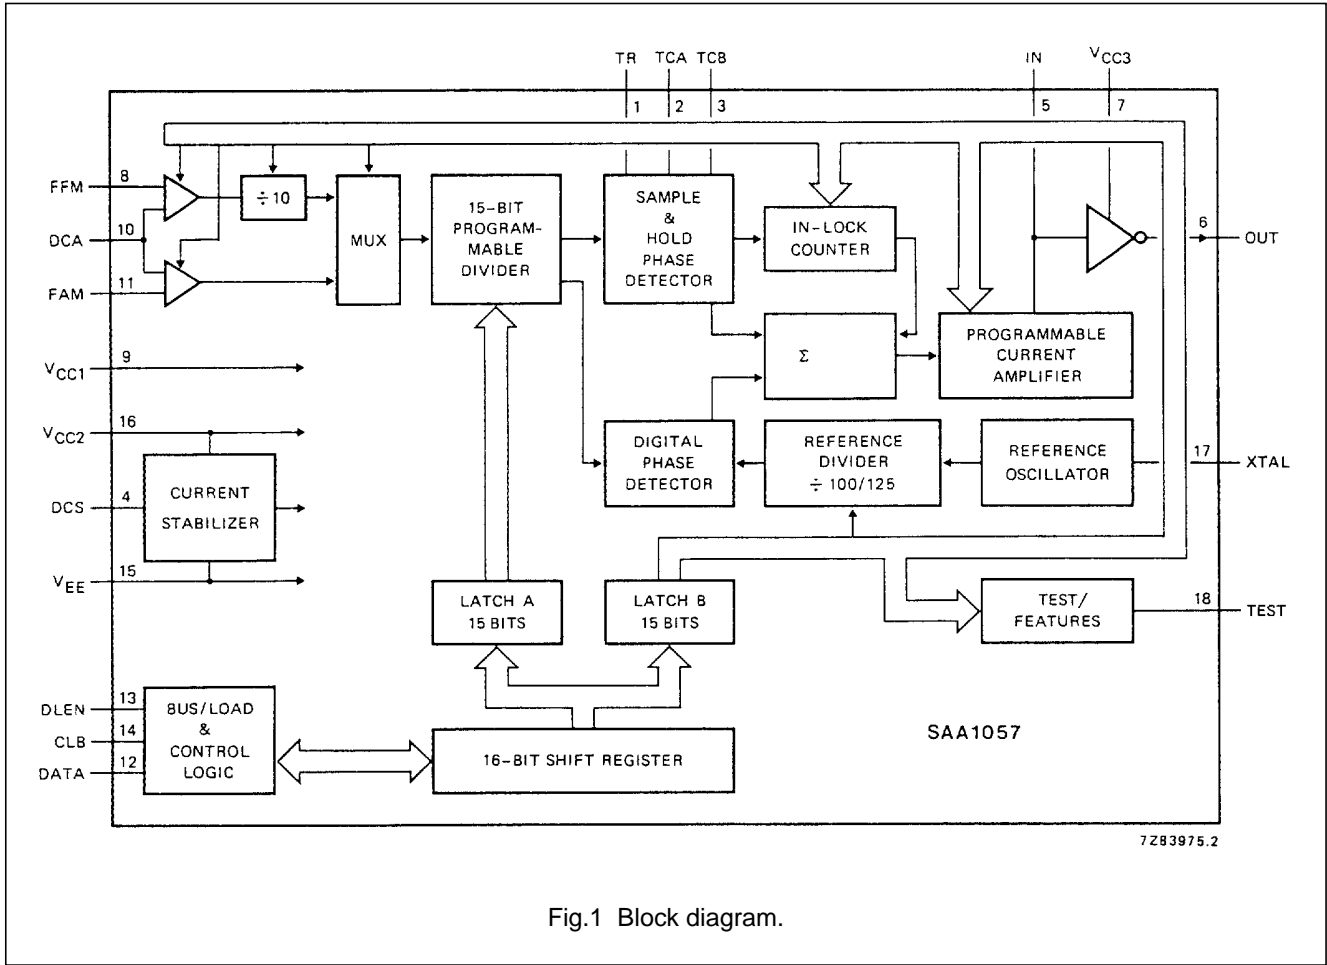 TR TCA TCB IN VCC3
1 2 3 5 7
FFM 8
÷10
DCA 10
FAM 11
MUX
15-BIT
PROGRAM-
MABLE
DIVIDER
SAMPLE
&
HOLD
PHASE
DETECTOR
IN-LOCK
COUNTER
6 OUT
Σ
PROGRAMMABLE
CURRENT
AMPLIFIER
VCC1 9
VCC2 16
DCS 4
CURRENT
STABILIZER
VEE 15
DIGITAL
PHASE
DETECTOR
REFERENCE
DIVIDER
÷ 100/125
REFERENCE
OSCILLATOR
17 XTAL
LATCH A
15 BITS
LATCH B
15 BITS
TEST/
FEATURES
18 TEST
DLEN 13
CLB 14
DATA 12
BUS/LOAD
&
CONTROL
LOGIC
16-BIT SHIFT REGISTER
SAA1057
7Z83975.2
Fig.1 Block diagram.